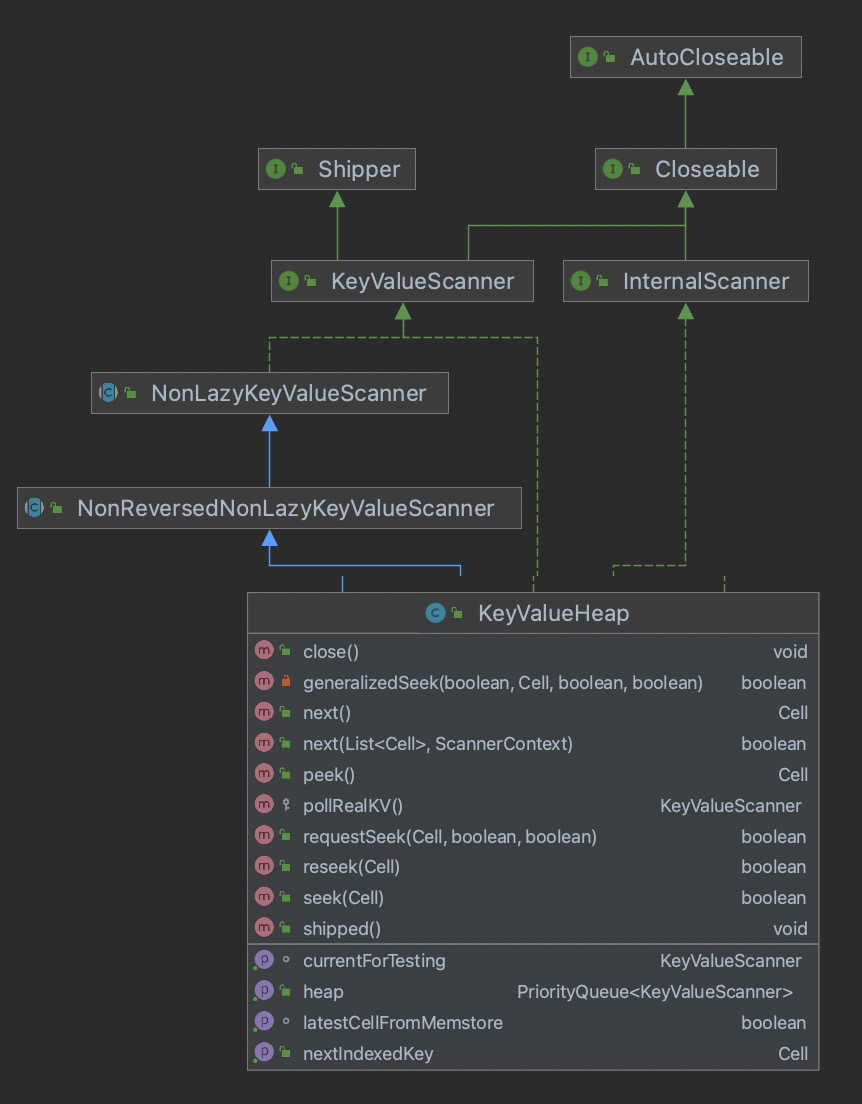 AutoCloseable
Shipper
Closeable
KeyValueScanner
InternalScanner
NonLazyKeyValueScanner
NonReversedNonLazyKeyValueScanner
KeyValueHeap
close() void
generalizedSeek(boolean, Cell, boolean, boolean) boolean
next() Cell
next(List<Cell>, ScannerContext) boolean
peek() Cell
pollRealKV() KeyValueScanner
requestSeek(Cell, boolean, boolean) boolean
reseek(Cell) boolean
seek(Cell) boolean
shipped() void
currentForTesting KeyValueScanner
heap PriorityQueue<KeyValueScanner>
latestCellFromMemstore boolean
nextIndexedKey Cell